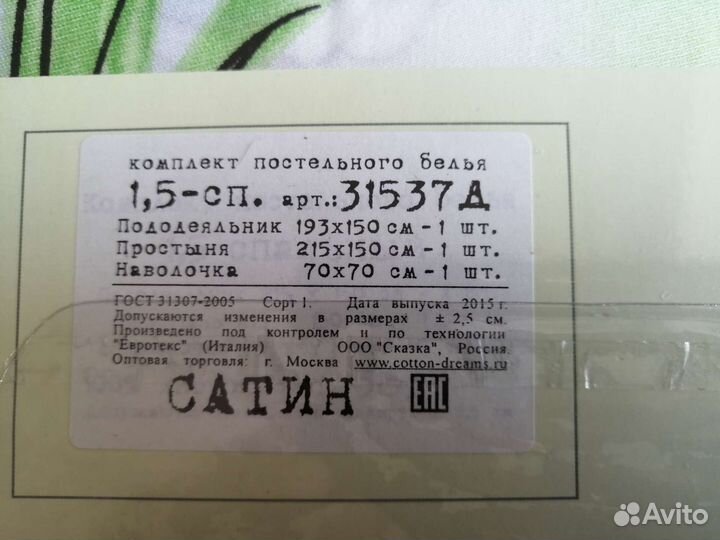 комплект постельного белья
1,5-сп. арт.: 31537Д
Пододеяльник 193х150 см - 1 шт.
Простыня 215х150 см - 1 шт.
Наволочка 70х70 см - 1 шт.
ГОСТ 31307-2005 Сорт 1. Дата выпуска 2015 г.
Допускаются изменения в размерах ± 2,5 см.
Произведено под контролем и по технологии
"Евротекс" (Италия) ООО "Сказка", Россия.
Оптовая торговля: г. Москва www.cotton-dreams.ru
САТИН EAC
Avito